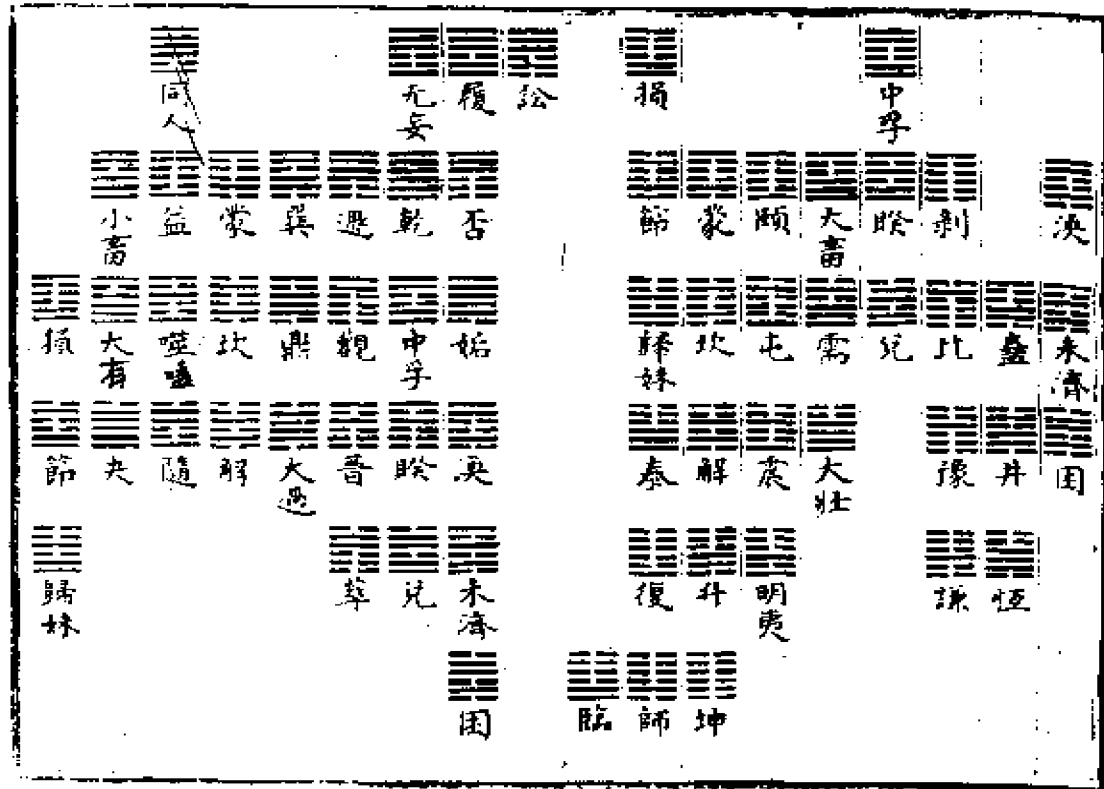 同人 无妄 履 訟 損 中孚
小畜 益 蒙 巽 遯 乾 否 節 蒙 頤 大畜 睽 剝 渙
損 大有 噬嗑 坎 鼎 觀 中孚 姤 歸妹 坎 屯 需 兌 比 蠱 未濟
節 夬 隨 解 大過 晉 睽 泰 解 震 大壯 豫 井 困
歸妹 萃 兌 未濟 復 升 明夷 謙 恒
困 臨 師 坤